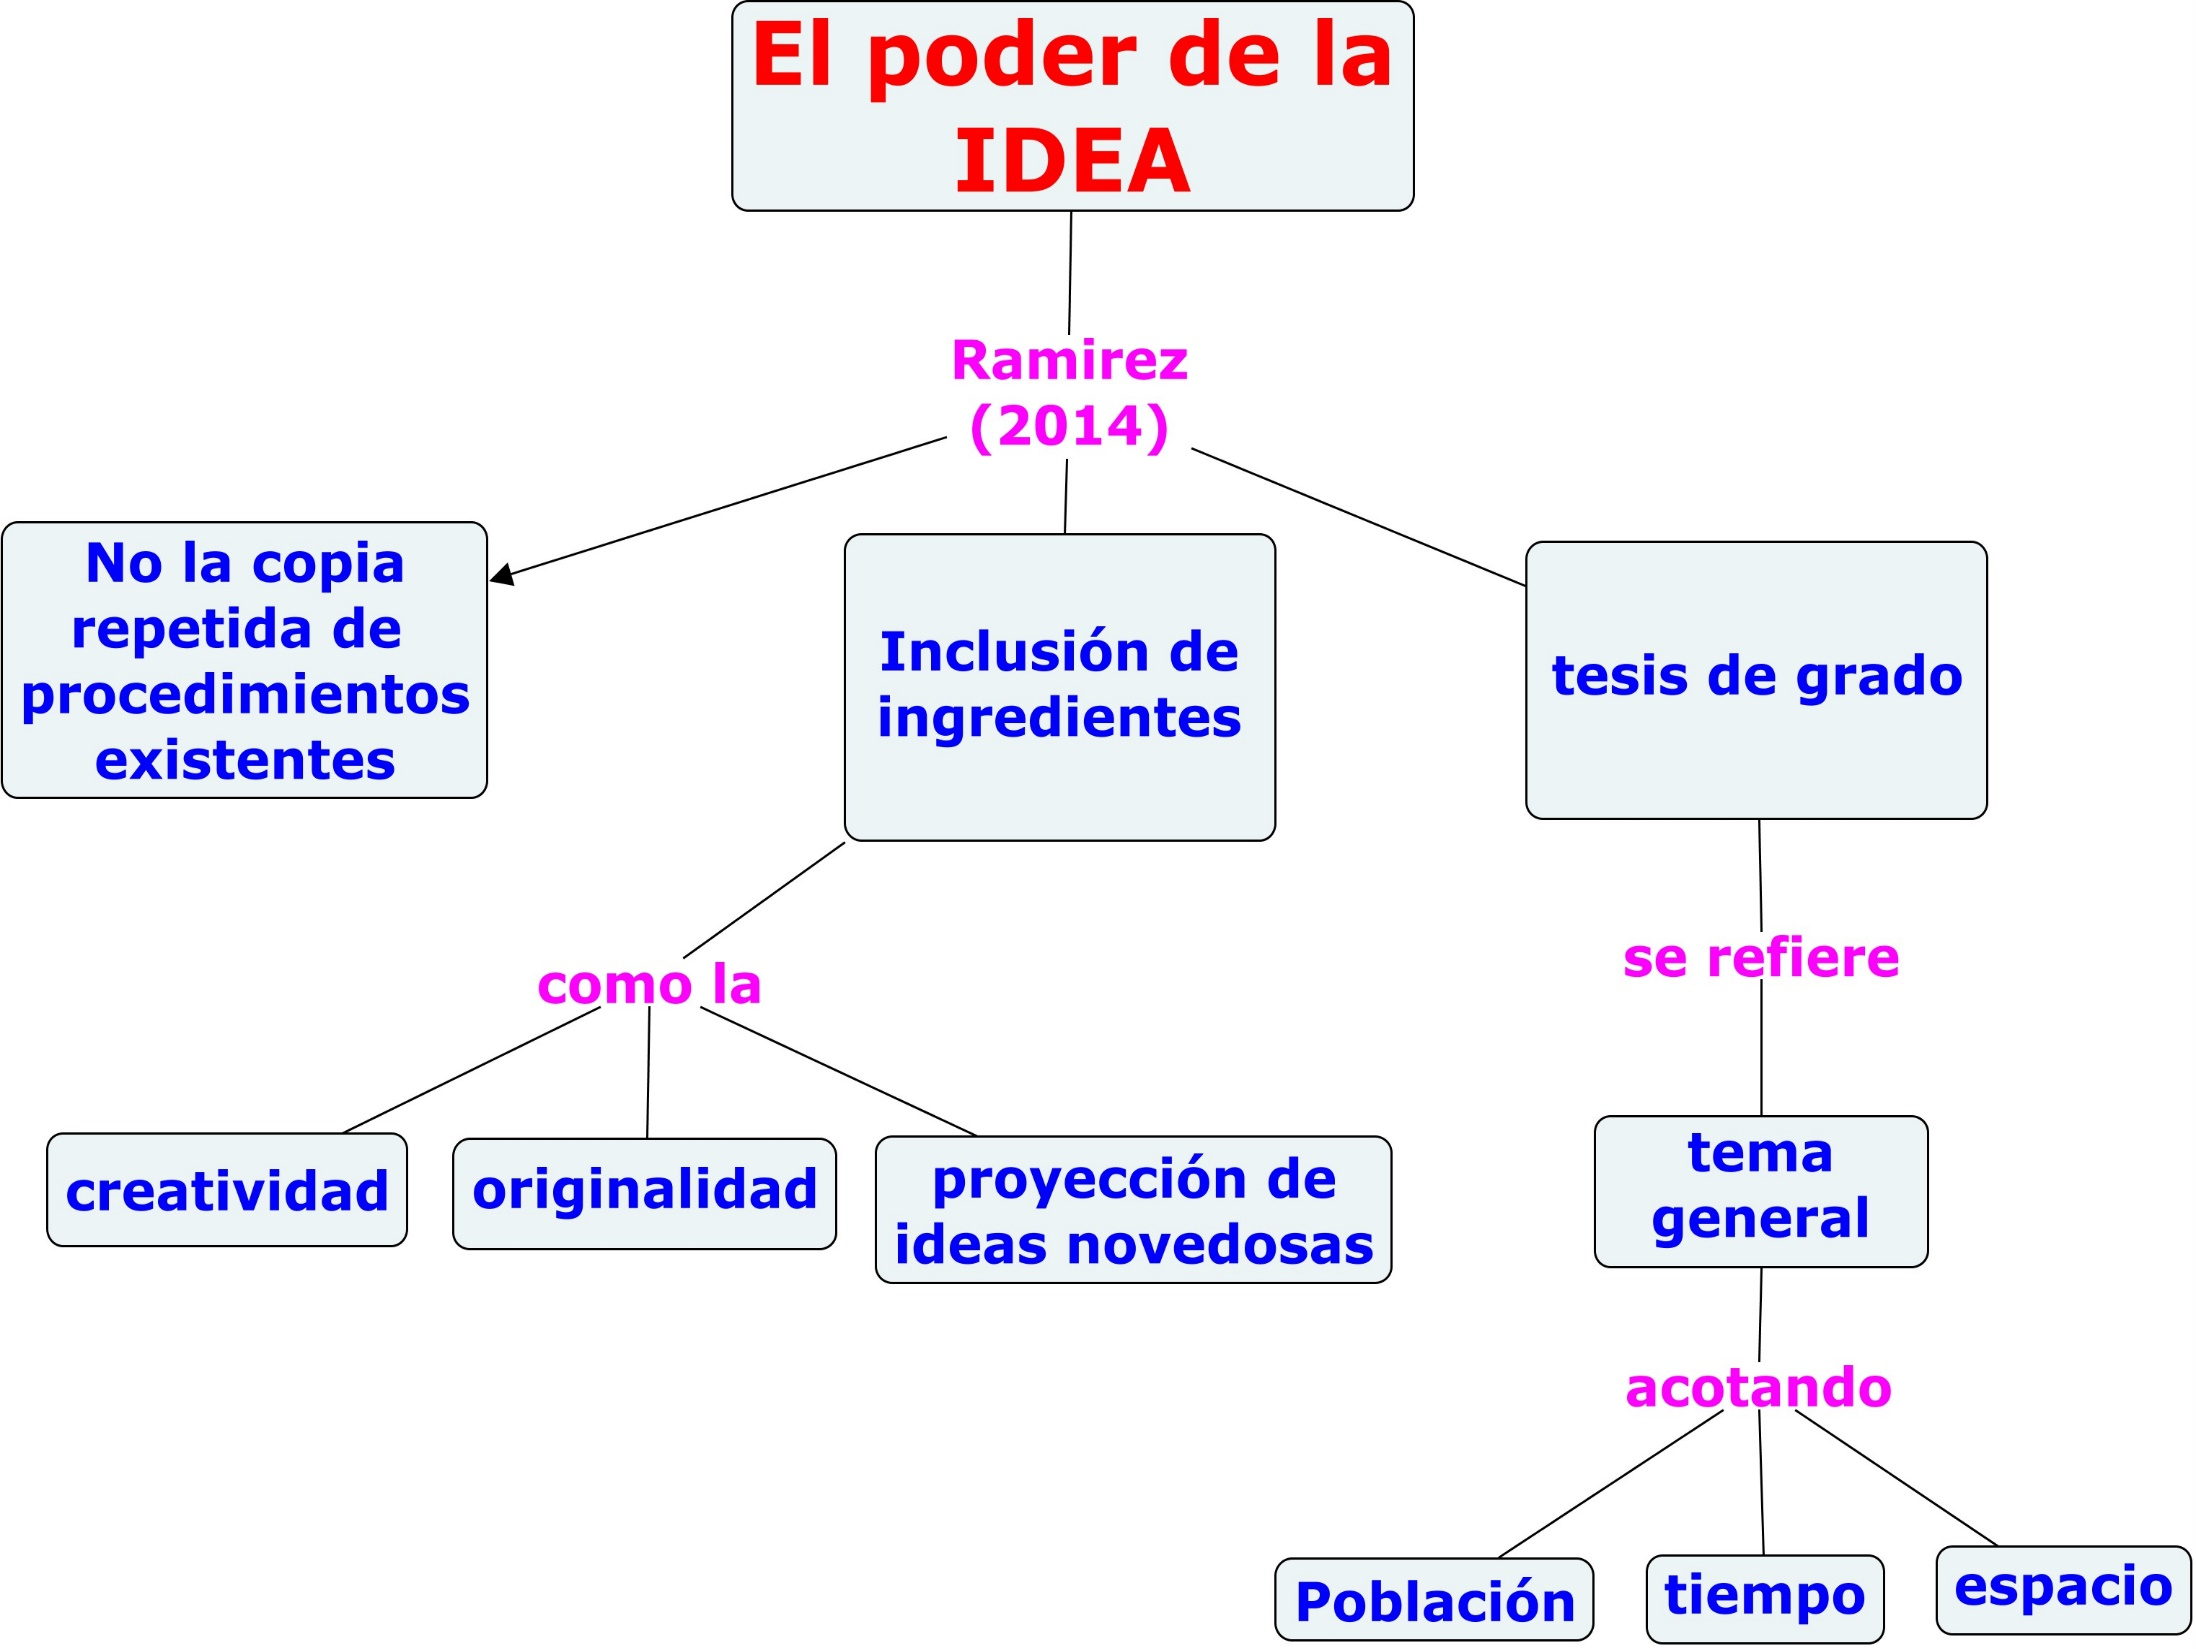 El poder de la
IDEA
Ramirez
(2014)
No la copia
repetida de
procedimientos
existentes
Inclusión de
ingredientes
tesis de grado
como la
se refiere
creatividad
originalidad
proyección de
ideas novedosas
tema
general
acotando
Población
tiempo
espacio